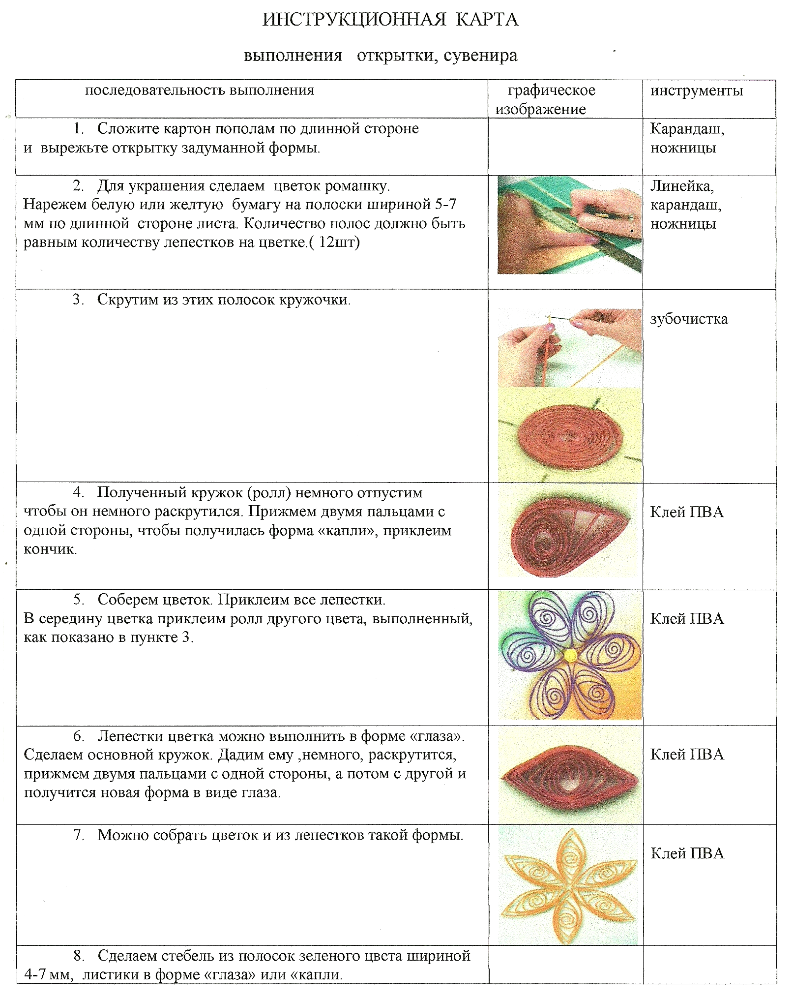 ИНСТРУКЦИОННАЯ КАРТА
выполнения открытки, сувенира
последовательность выполнения
графическое
изображение
инструменты
1. Сложите картон пополам по длинной стороне
и вырежьте открытку задуманной формы.
Карандаш,
ножницы
2. Для украшения сделаем цветок ромашку.
Нарежем белую или желтую бумагу на полоски шириной 5-7
мм по длинной стороне листа. Количество полос должно быть
равным количеству лепестков на цветке.( 12шт)
Линейка,
карандаш,
ножницы
3. Скрутим из этих полосок кружочки.
зубочистка
4. Полученный кружок (ролл) немного отпустим
чтобы он немного раскрутился. Прижмем двумя пальцами с
одной стороны, чтобы получилась форма «капли», приклеим
кончик.
Клей ПВА
5. Соберем цветок. Приклеим все лепестки.
В середину цветка приклеим ролл другого цвета, выполненный,
как показано в пункте 3.
Клей ПВА
6. Лепестки цветка можно выполнить в форме «глаза».
Сделаем основной кружок. Дадим ему ,немного, раскрутится,
прижмем двумя пальцами с одной стороны, а потом с другой и
получится новая форма в виде глаза.
Клей ПВА
7. Можно собрать цветок и из лепестков такой формы.
Клей ПВА
8. Сделаем стебель из полосок зеленого цвета шириной
4-7 мм, листики в форме «глаза» или «капли.